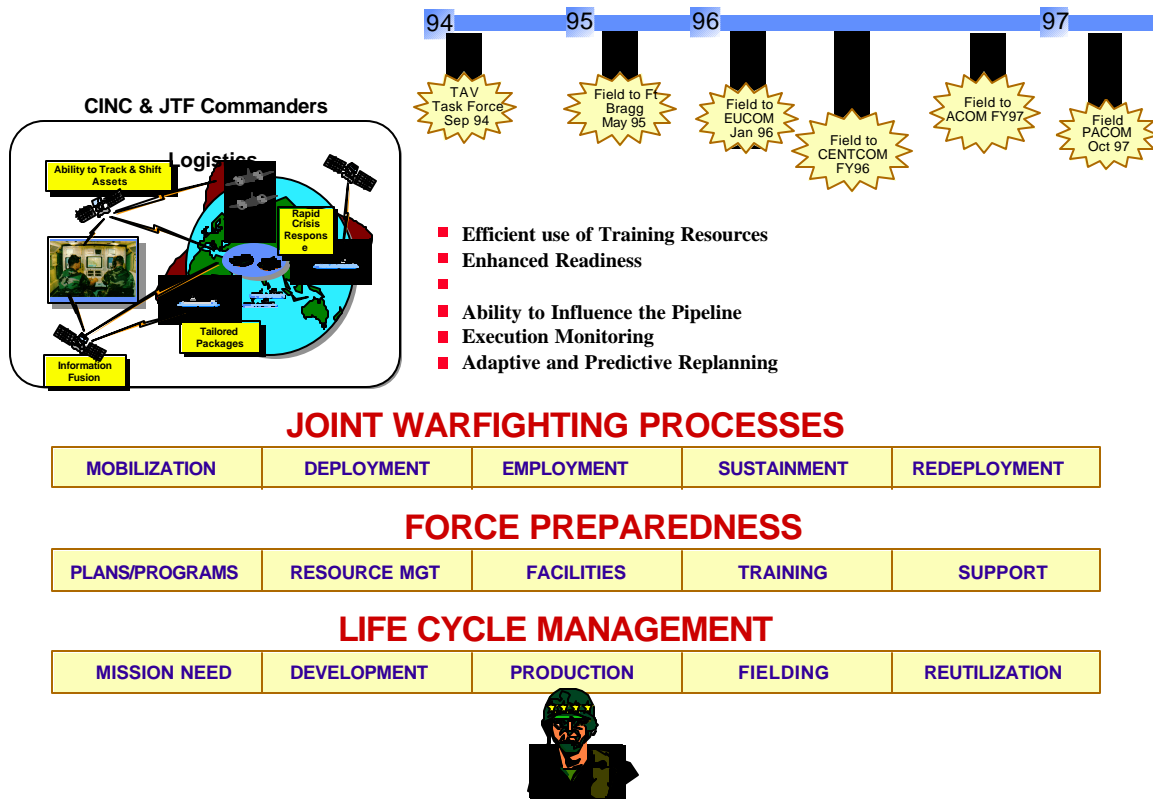 94
95
96
97
TAV
Task Force
Sep 94
Field to Ft
Bragg
May 95
Field to
EUCOM
Jan 96
Field to
CENTCOM
FY96
Field to
ACOM FY97
Field
PACOM
Oct 97
CINC & JTF Commanders
Logistics
Ability to Track & Shift
Assets
Rapid
Crisis
Respons
e
Tailored
Packages
Information
Fusion
Efficient use of Training Resources
Enhanced Readiness
Ability to Influence the Pipeline
Execution Monitoring
Adaptive and Predictive Replanning
JOINT WARFIGHTING PROCESSES
MOBILIZATION DEPLOYMENT EMPLOYMENT SUSTAINMENT REDEPLOYMENT
FORCE PREPAREDNESS
PLANS/PROGRAMS RESOURCE MGT FACILITIES TRAINING SUPPORT
LIFE CYCLE MANAGEMENT
MISSION NEED DEVELOPMENT PRODUCTION FIELDING REUTILIZATION